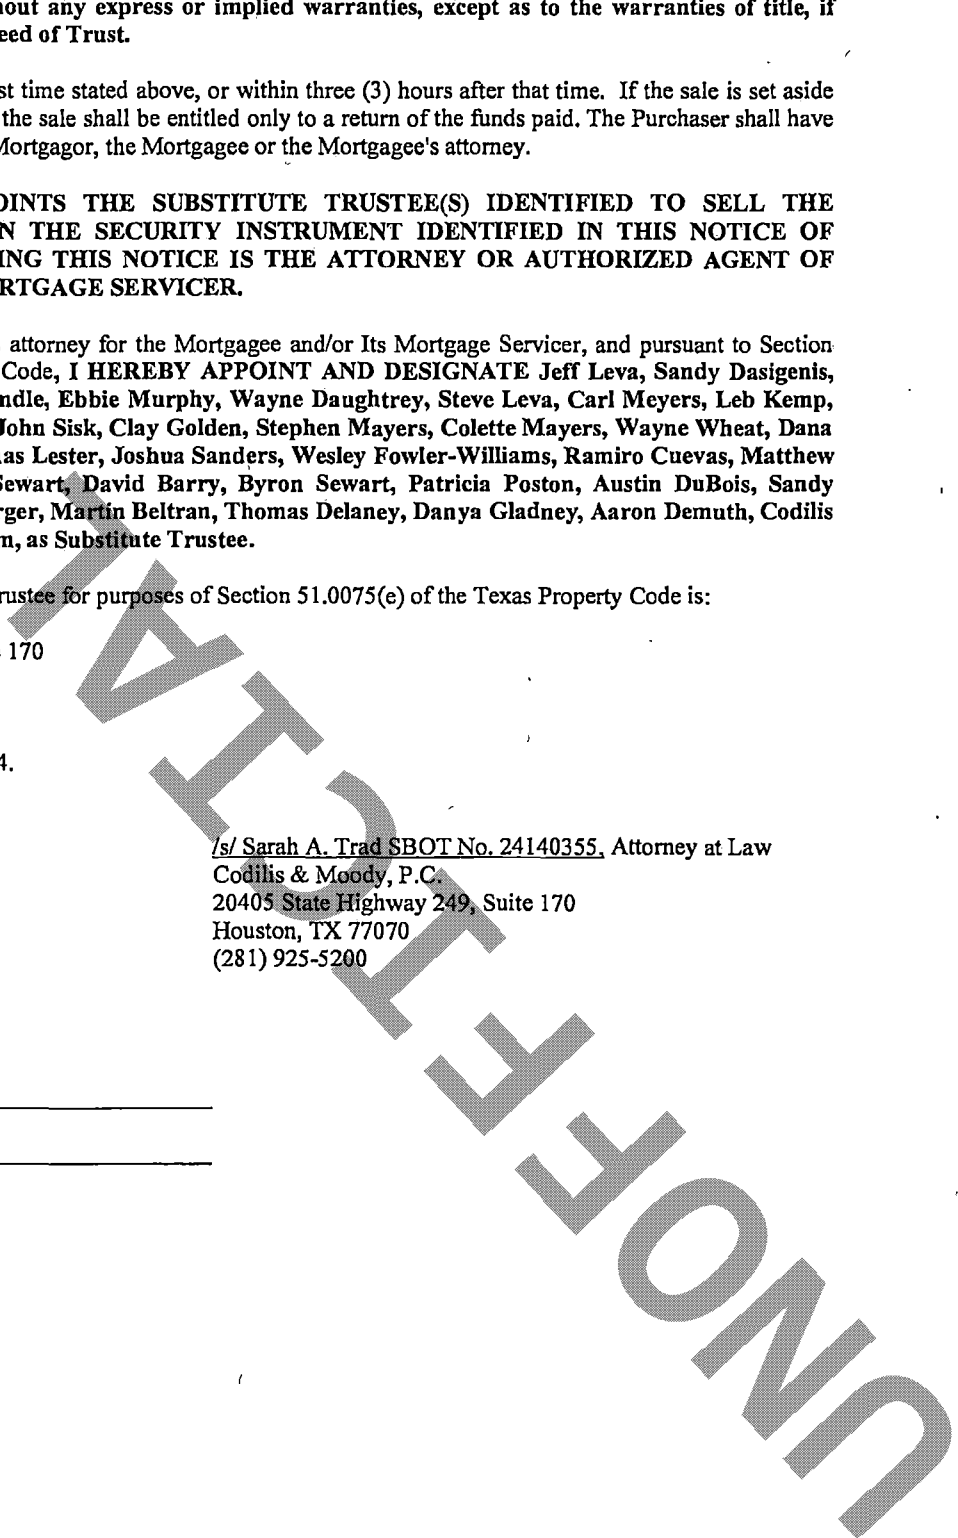 out any express or implied warranties, except as to the warranties of title, if
eed of Trust.
st time stated above, or within three (3) hours after that time. If the sale is set aside
the sale shall be entitled only to a return of the funds paid. The Purchaser shall have
Mortgagor, the Mortgagee or the Mortgagee's attorney.
OINTS THE SUBSTITUTE TRUSTEE(S) IDENTIFIED TO SELL THE
N THE SECURITY INSTRUMENT IDENTIFIED IN THIS NOTICE OF
ING THIS NOTICE IS THE ATTORNEY OR AUTHORIZED AGENT OF
RTGAGE SERVICER.
attorney for the Mortgagee and/or Its Mortgage Servicer, and pursuant to Section
Code, I HEREBY APPOINT AND DESIGNATE Jeff Leva, Sandy Dasigenis,
ndle, Ebbie Murphy, Wayne Daughtrey, Steve Leva, Carl Meyers, Leb Kemp,
John Sisk, Clay Golden, Stephen Mayers, Colette Mayers, Wayne Wheat, Dana
as Lester, Joshua Sanders, Wesley Fowler-Williams, Ramiro Cuevas, Matthew
Sewart, David Barry, Byron Sewart, Patricia Poston, Austin DuBois, Sandy
rger, Martin Beltran, Thomas Delaney, Danya Gladney, Aaron Demuth, Codilis
n, as Substitute Trustee.
rustee for purposes of Section 51.0075(e) of the Texas Property Code is:
170
4.
/s/ Sarah A. Trad SBOT No. 24140355, Attorney at Law
Codilis & Moody, P.C.
20405 State Highway 249, Suite 170
Houston, TX 77070
(281) 925-5200
UNOFFICIAL